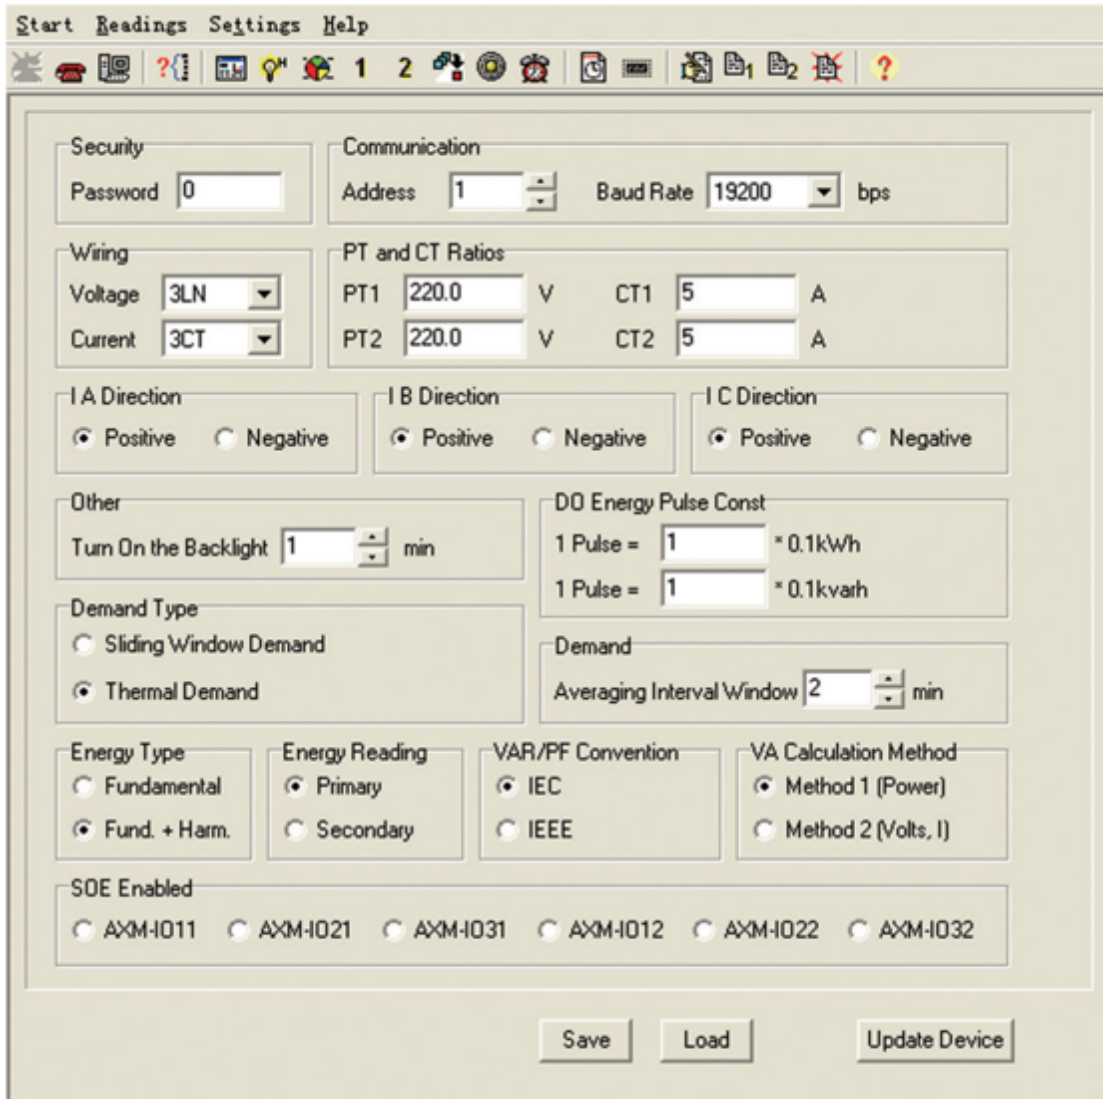 Start Readings Settings Help
?{} H 1 2 1 2 ?
Security Communication
Password 0 Address 1 Baud Rate 19200 bps
Wiring PT and CT Ratios
Voltage 3LN PT1 220.0 V CT1 5 A
Current 3CT PT2 220.0 V CT2 5 A
I A Direction I B Direction I C Direction
Positive Negative Positive Negative Positive Negative
Other DO Energy Pulse Const
Turn On the Backlight 1 min 1 Pulse = 1 * 0.1kWh
1 Pulse = 1 * 0.1kvarh
Demand Type
Sliding Window Demand Demand
Thermal Demand Averaging Interval Window 2 min
Energy Type Energy Reading VAR/PF Convention VA Calculation Method
Fundamental Primary IEC Method 1 (Power)
Fund. + Harm. Secondary IEEE Method 2 (Volts, I)
SOE Enabled
AXM-IO11 AXM-IO21 AXM-IO31 AXM-IO12 AXM-IO22 AXM-IO32
Save Load Update Device